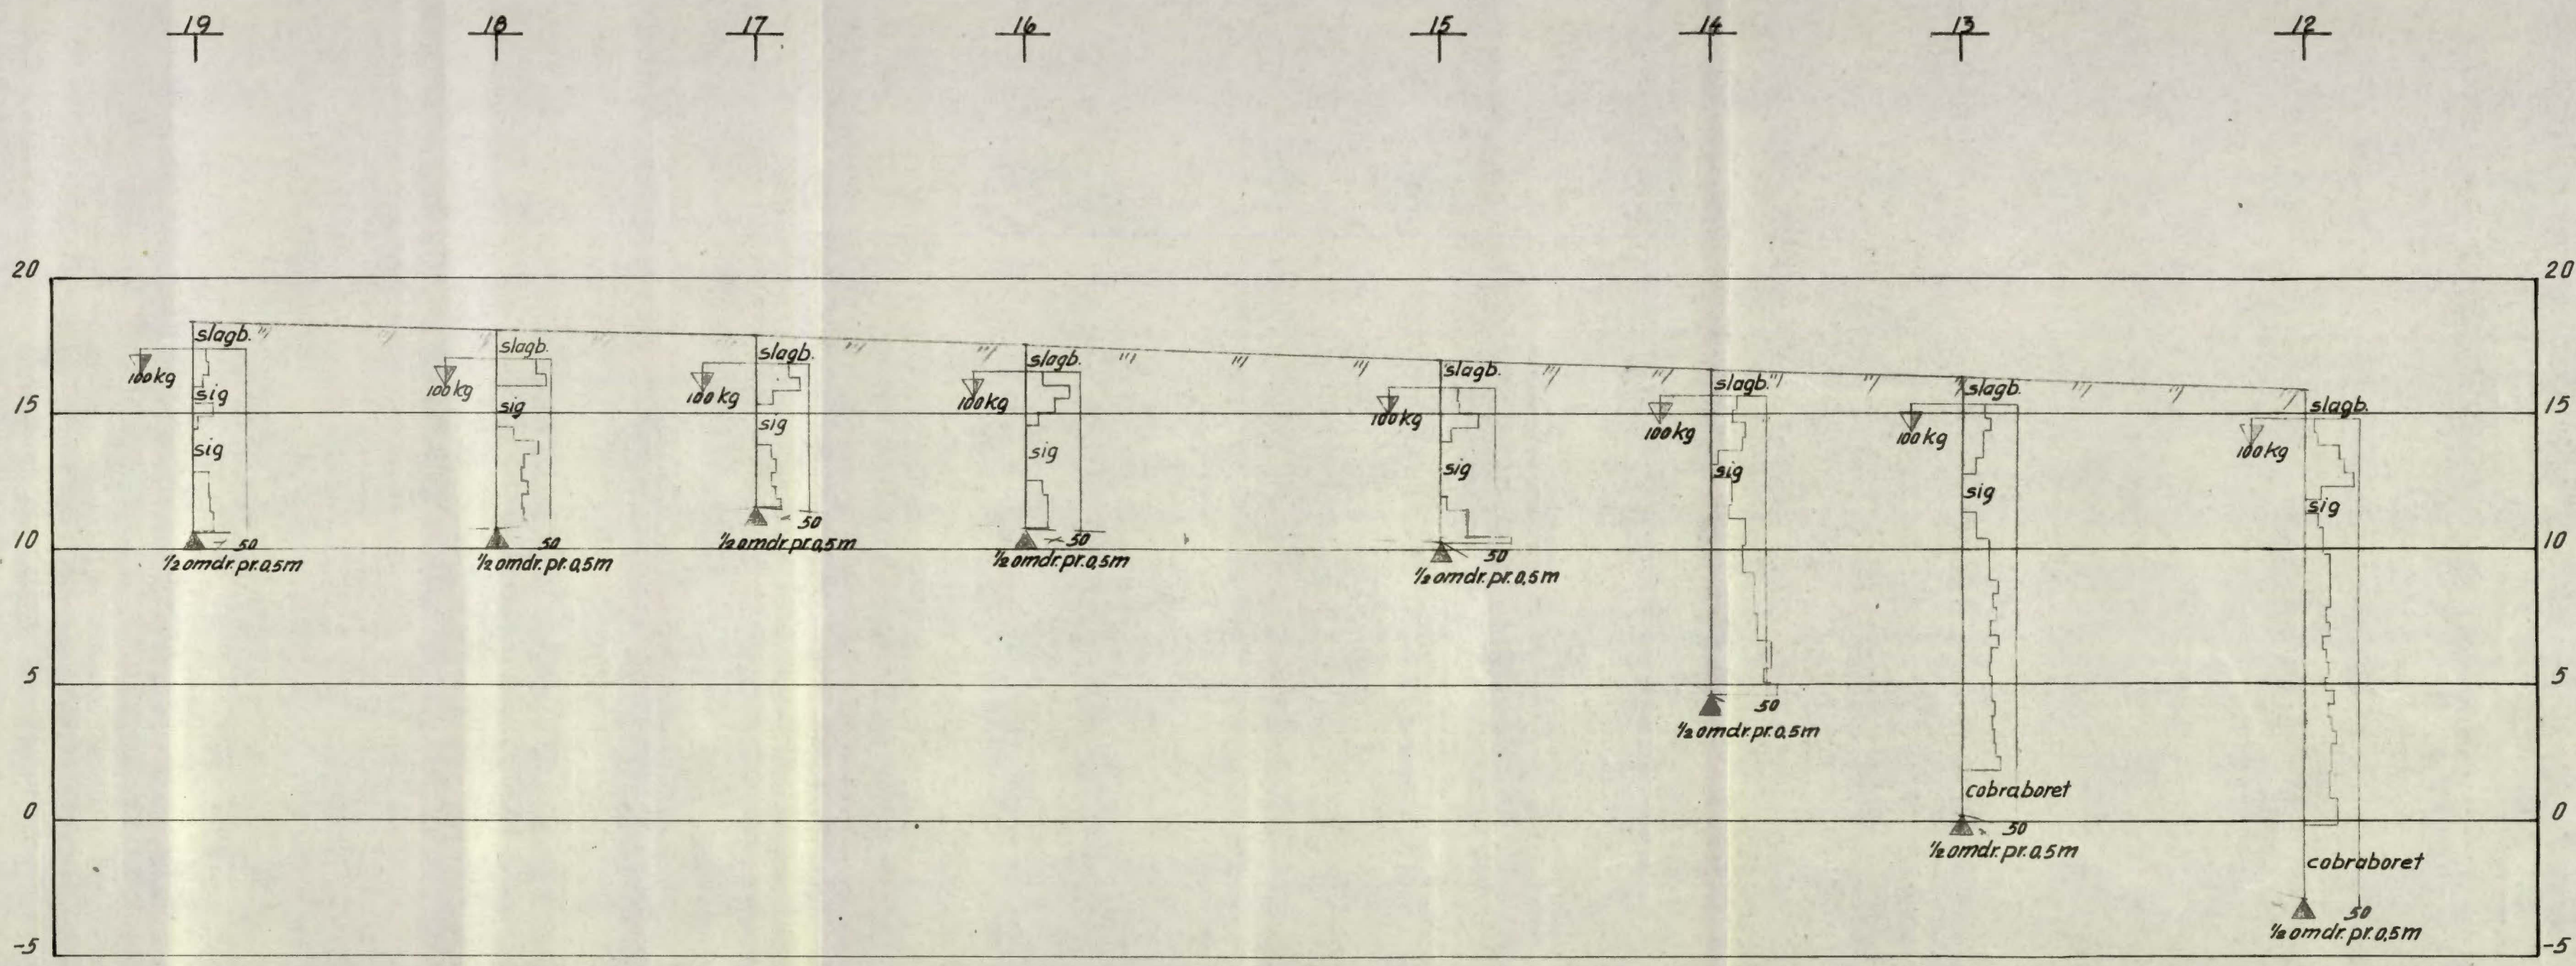 19 18 17 16 15 14 13 12
20 20
slagb. slagb. slagb. slagb. slagb. slagb. slagb. slagb.
100kg 100kg 100kg 100kg 100kg 100kg 100kg 100kg
15 15
sig sig sig sig sig sig sig sig
sig
10 10
50 50 50 50 50
1/2 omdr. pr. 0,5m 1/2 omdr. pr. 0,5m 1/2 omdr. pr. 0,5m 1/2 omdr. pr. 0,5m 1/2 omdr. pr. 0,5m
5 5
50
1/2 omdr. pr. 0,5m
cobraboret
0 0
50
1/2 omdr. pr. 0,5m
cobraboret
50
1/2 omdr. pr. 0,5m
-5 -5